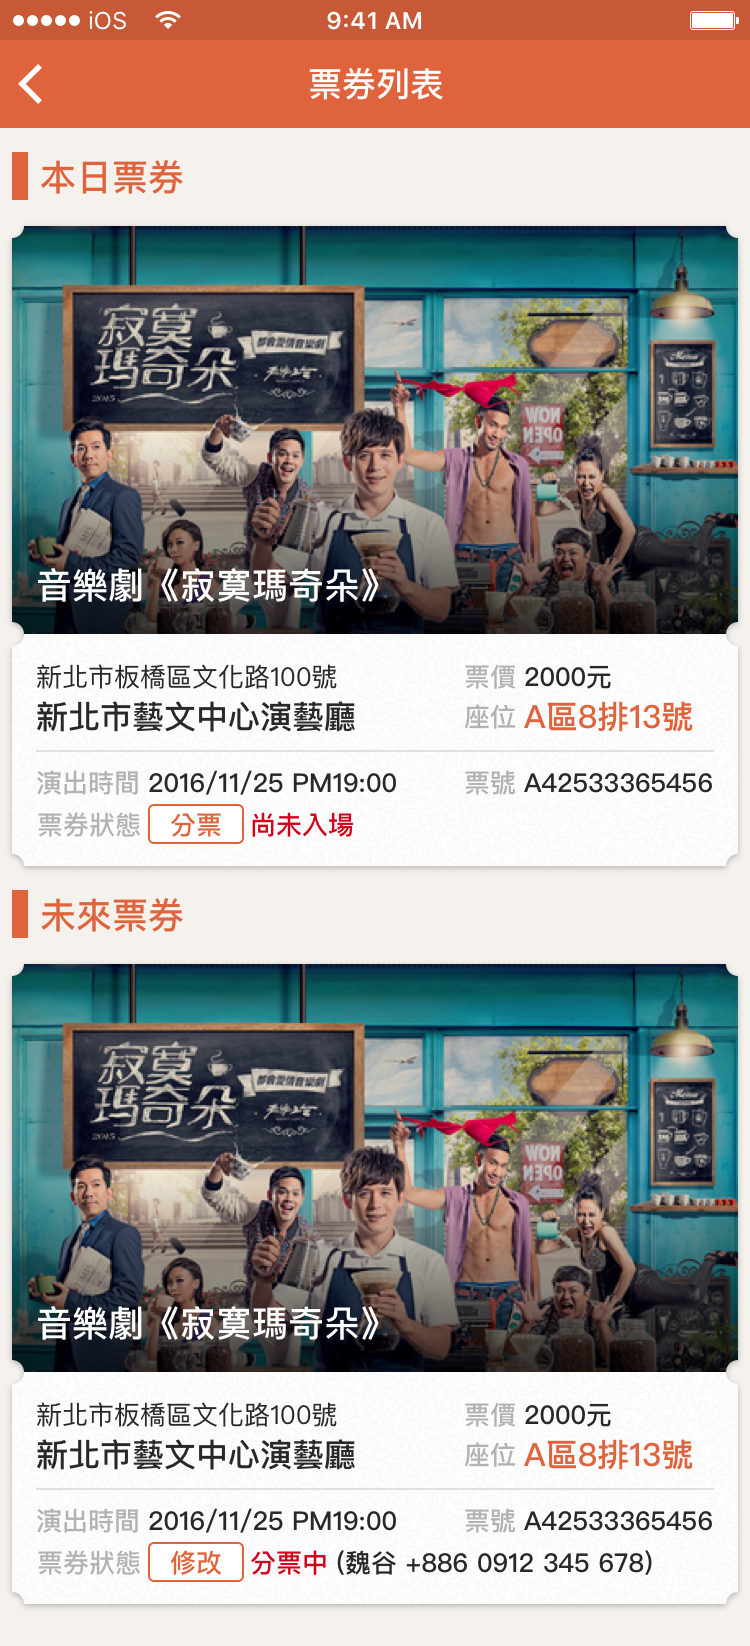 iOS 9:41 AM
票券列表
本日票券
寂寞
瑪奇朵
都會愛情音樂劇
2015
Menu
NOW
OPEN
音樂劇《寂寞瑪奇朵》
新北市板橋區文化路100號 票價 2000元
新北市藝文中心演藝廳 座位 A區8排13號
演出時間 2016/11/25 PM19:00 票號 A42533365456
票券狀態 分票 尚未入場
未來票券
寂寞
瑪奇朵
都會愛情音樂劇
2015
Menu
NOW
OPEN
音樂劇《寂寞瑪奇朵》
新北市板橋區文化路100號 票價 2000元
新北市藝文中心演藝廳 座位 A區8排13號
演出時間 2016/11/25 PM19:00 票號 A42533365456
票券狀態 修改 分票中 (魏谷 +886 0912 345 678)